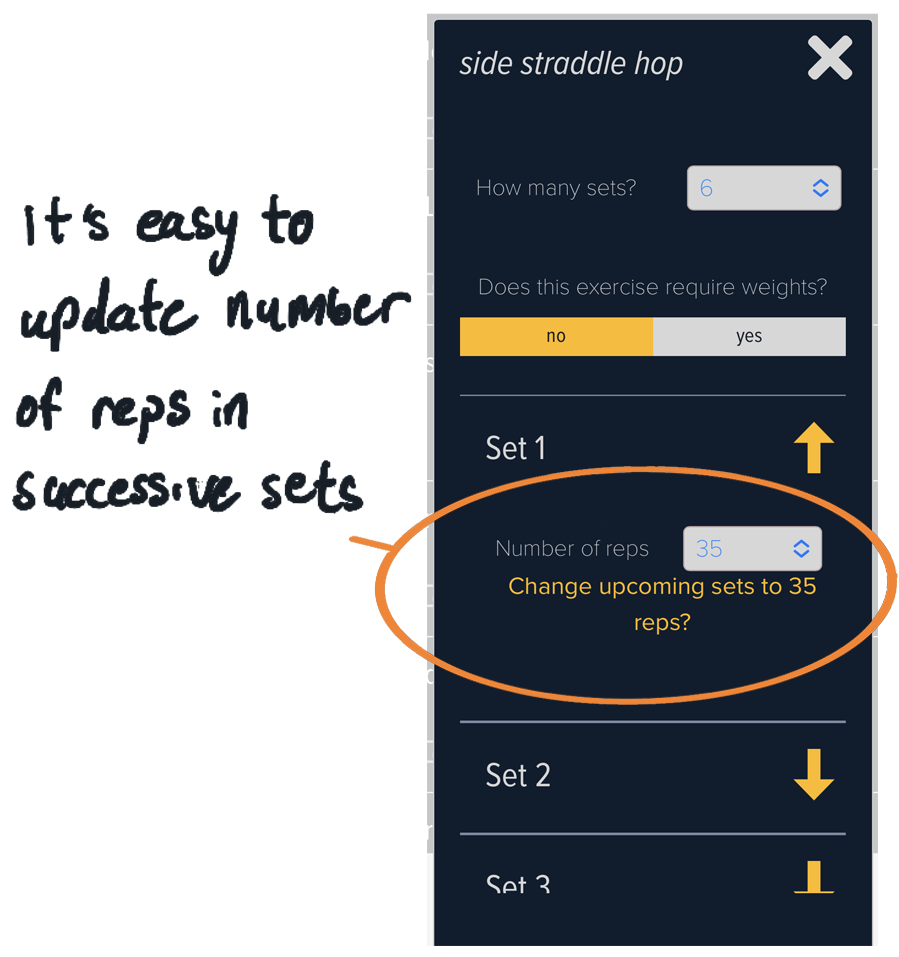 side straddle hop
How many sets?
6
Does this exercise require weights?
no
yes
Set 1
Number of reps
35
Change upcoming sets to 35
reps?
Set 2
Set 3
It's easy to
update number
of reps in
successive sets